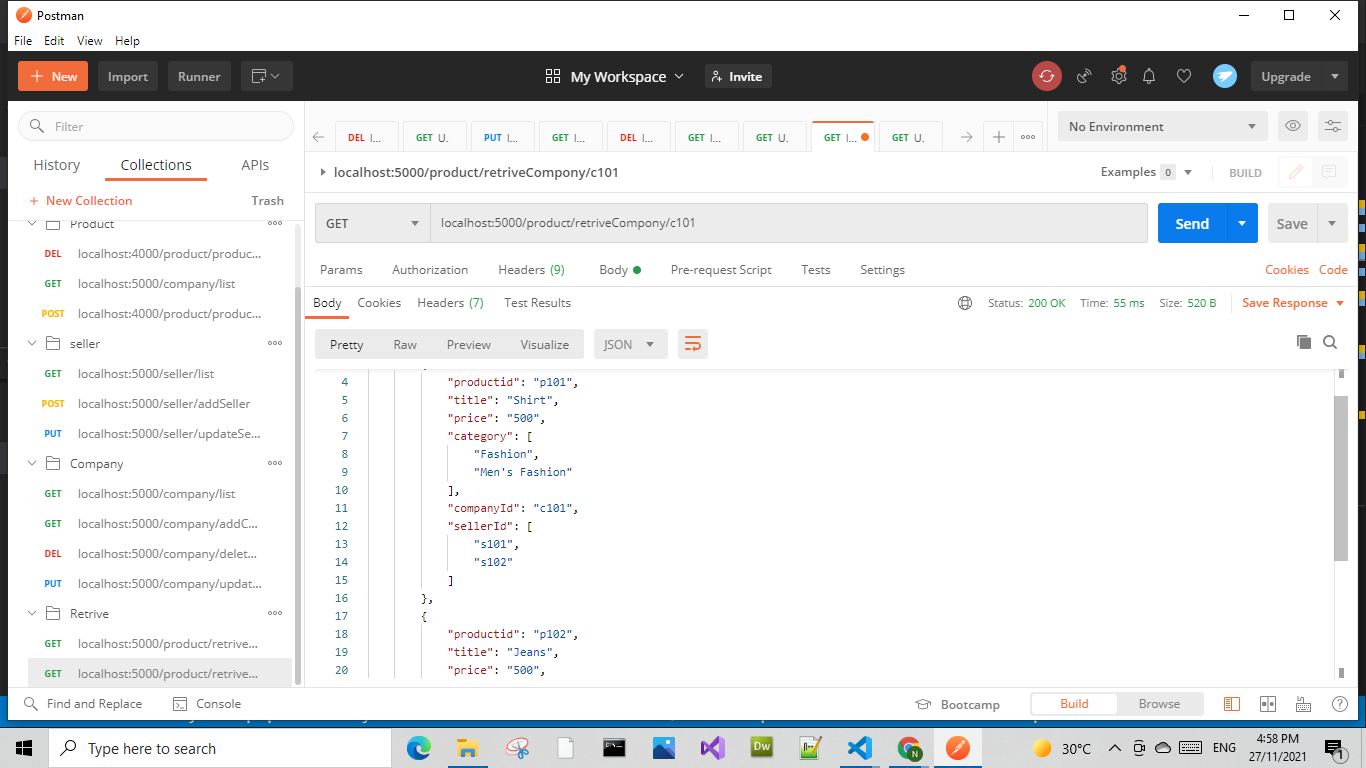 Postman
File Edit View Help
+ New Import Runner My Workspace Invite Upgrade
Filter
DEL I... GET U. PUT I... GET I... DEL I... GET I... GET U. GET I... GET U. No Environment
History Collections APIs
localhost:5000/product/retriveCompony/c101 Examples 0 BUILD
+ New Collection Trash
GET localhost:5000/product/retriveCompony/c101 Send Save
Product
DEL localhost:4000/product/produc...
GET localhost:5000/company/list
POST localhost:4000/product/produc...
seller
GET localhost:5000/seller/list
POST localhost:5000/seller/addSeller
PUT localhost:5000/seller/updateSe...
Company
GET localhost:5000/company/list
GET localhost:5000/company/addC...
DEL localhost:5000/company/delet...
PUT localhost:5000/company/updat...
Retrive
GET localhost:5000/product/retrive...
GET localhost:5000/product/retrive...
Params Authorization Headers (9) Body Pre-request Script Tests Settings Cookies Code
Body Cookies Headers (7) Test Results Status: 200 OK Time: 55 ms Size: 520 B Save Response
Pretty Raw Preview Visualize JSON
4 "productid": "p101",
5 "title": "Shirt",
6 "price": "500",
7 "category": [
8 "Fashion",
9 "Men's Fashion"
10 ],
11 "companyId": "c101",
12 "sellerId": [
13 "s101",
14 "s102"
15 ]
16 },
17 {
18 "productid": "p102",
19 "title": "Jeans",
20 "price": "500",
Find and Replace Console Bootcamp Build Browse
Type here to search Dw N 30°C ENG 4:58 PM
27/11/2021 1